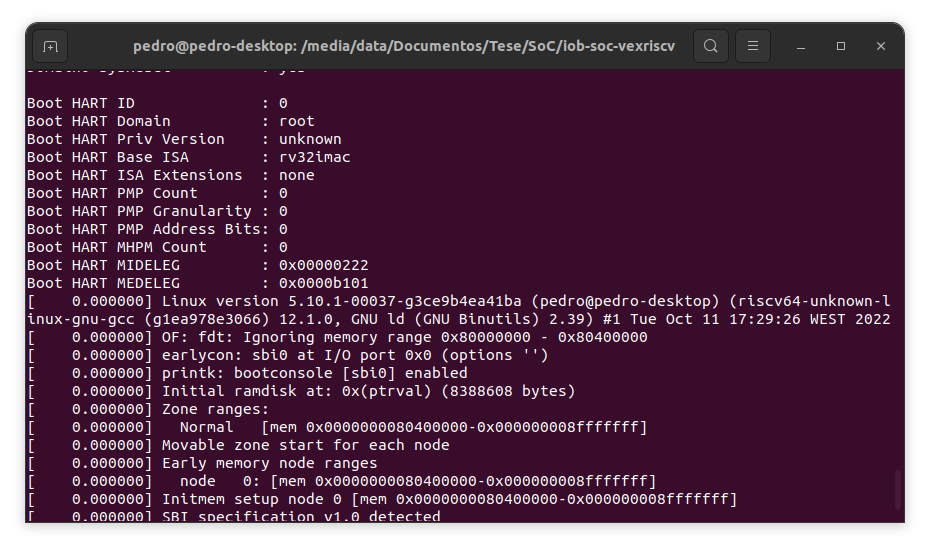 pedro@pedro-desktop: /media/data/Documentos/Tese/SoC/iob-soc-vexriscv
Boot HART ID              : 0
Boot HART Domain          : root
Boot HART Priv Version    : unknown
Boot HART Base ISA        : rv32imac
Boot HART ISA Extensions  : none
Boot HART PMP Count       : 0
Boot HART PMP Granularity : 0
Boot HART PMP Address Bits: 0
Boot HART MHPM Count      : 0
Boot HART MIDELEG         : 0x00000222
Boot HART MEDELEG         : 0x0000b101
[    0.000000] Linux version 5.10.1-00037-g3ce9b4ea41ba (pedro@pedro-desktop) (riscv64-unknown-l
inux-gnu-gcc (g1ea978e3066) 12.1.0, GNU ld (GNU Binutils) 2.39) #1 Tue Oct 11 17:29:26 WEST 2022
[    0.000000] OF: fdt: Ignoring memory range 0x80000000 - 0x80400000
[    0.000000] earlycon: sbi0 at I/O port 0x0 (options '')
[    0.000000] printk: bootconsole [sbi0] enabled
[    0.000000] Initial ramdisk at: 0x(ptrval) (8388608 bytes)
[    0.000000] Zone ranges:
[    0.000000]   Normal   [mem 0x0000000080400000-0x000000008fffffff]
[    0.000000] Movable zone start for each node
[    0.000000] Early memory node ranges
[    0.000000]   node   0: [mem 0x0000000080400000-0x000000008fffffff]
[    0.000000] Initmem setup node 0 [mem 0x0000000080400000-0x000000008fffffff]
[    0.000000] SBI specification v1.0 detected